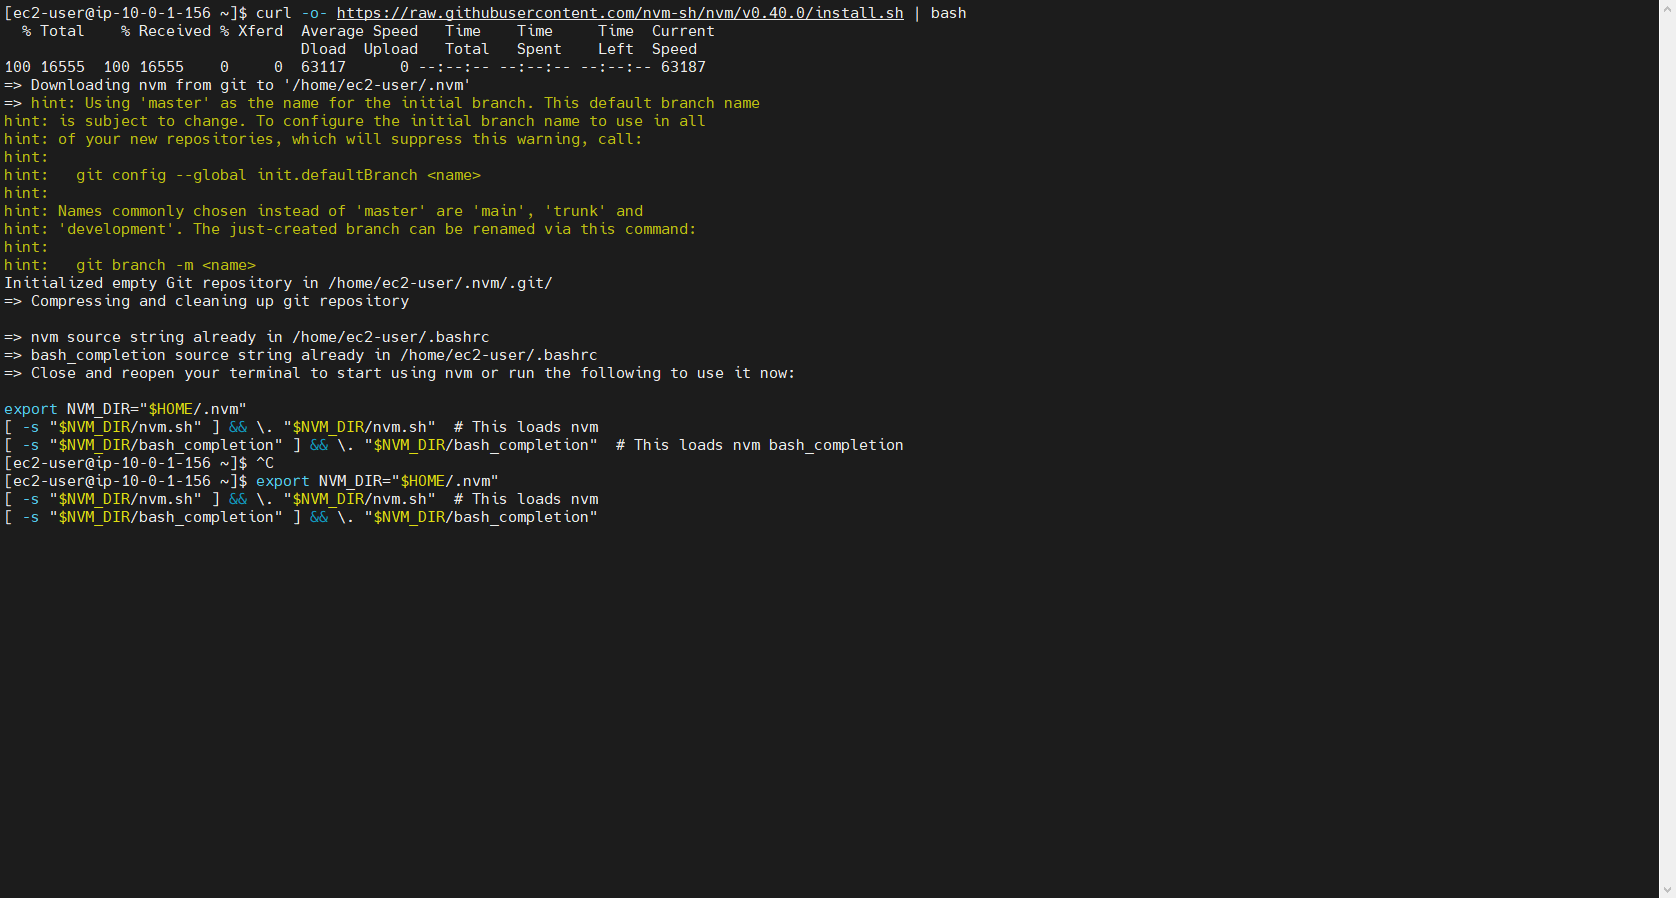 [ec2-user@ip-10-0-1-156 ~]$ curl -o- https://raw.githubusercontent.com/nvm-sh/nvm/v0.40.0/install.sh | bash
  % Total    % Received % Xferd  Average Speed   Time    Time     Time  Current
                                 Dload  Upload   Total   Spent    Left  Speed
100 16555  100 16555    0     0  63117      0 --:--:-- --:--:-- --:--:-- 63187
=> Downloading nvm from git to '/home/ec2-user/.nvm'
=> hint: Using 'master' as the name for the initial branch. This default branch name
hint: is subject to change. To configure the initial branch name to use in all
hint: of your new repositories, which will suppress this warning, call:
hint:
hint:   git config --global init.defaultBranch <name>
hint:
hint: Names commonly chosen instead of 'master' are 'main', 'trunk' and
hint: 'development'. The just-created branch can be renamed via this command:
hint:
hint:   git branch -m <name>
Initialized empty Git repository in /home/ec2-user/.nvm/.git/
=> Compressing and cleaning up git repository

=> nvm source string already in /home/ec2-user/.bashrc
=> bash_completion source string already in /home/ec2-user/.bashrc
=> Close and reopen your terminal to start using nvm or run the following to use it now:

export NVM_DIR="$HOME/.nvm"
[ -s "$NVM_DIR/nvm.sh" ] && \. "$NVM_DIR/nvm.sh"  # This loads nvm
[ -s "$NVM_DIR/bash_completion" ] && \. "$NVM_DIR/bash_completion"  # This loads nvm bash_completion
[ec2-user@ip-10-0-1-156 ~]$ ^C
[ec2-user@ip-10-0-1-156 ~]$ export NVM_DIR="$HOME/.nvm"
[ -s "$NVM_DIR/nvm.sh" ] && \. "$NVM_DIR/nvm.sh"  # This loads nvm
[ -s "$NVM_DIR/bash_completion" ] && \. "$NVM_DIR/bash_completion"